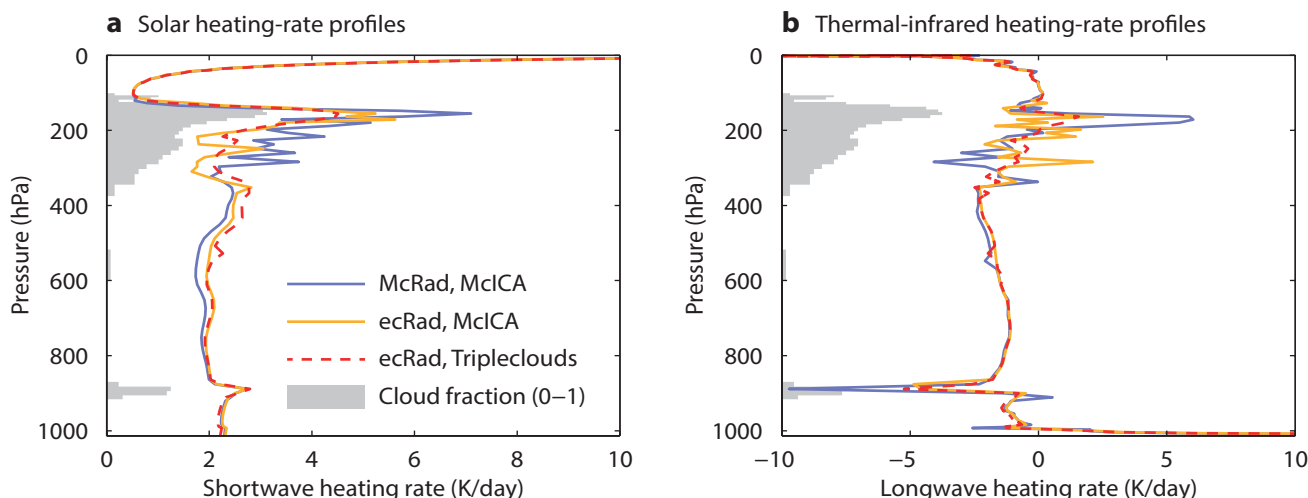 a Solar heating-rate profiles
0
200
400
600
800
1000
Pressure (hPa)
McRad, McICA
ecRad, McICA
ecRad, Tripleclouds
Cloud fraction (0–1)
0 2 4 6 8 10
Shortwave heating rate (K/day)
b Thermal-infrared heating-rate profiles
0
200
400
600
800
1000
Pressure (hPa)
−10 −5 0 5 10
Longwave heating rate (K/day)